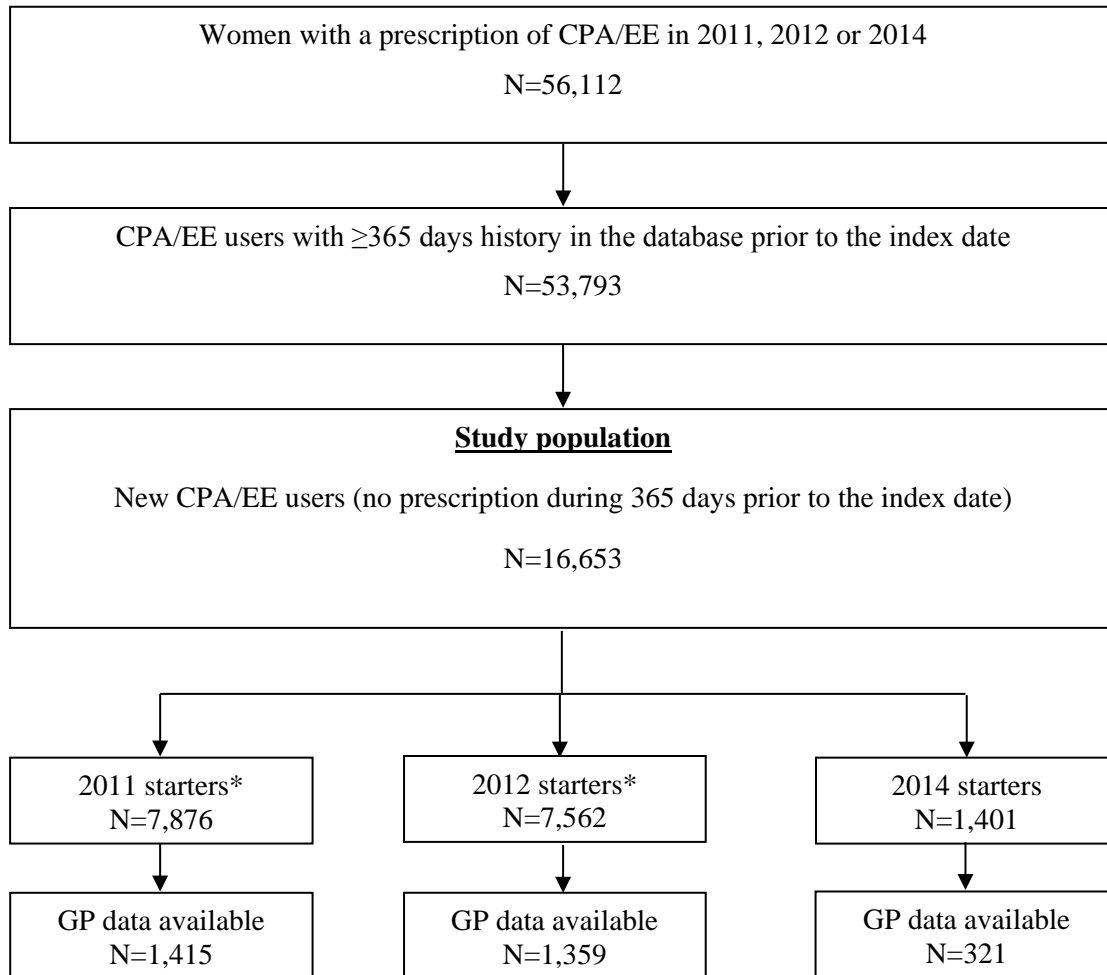 Women with a prescription of CPA/EE in 2011, 2012 or 2014
N=56,112
CPA/EE users with ≥365 days history in the database prior to the index date
N=53,793
Study population
New CPA/EE users (no prescription during 365 days prior to the index date)
N=16,653
2011 starters*
N=7,876
2012 starters*
N=7,562
2014 starters
N=1,401
GP data available
N=1,415
GP data available
N=1,359
GP data available
N=321